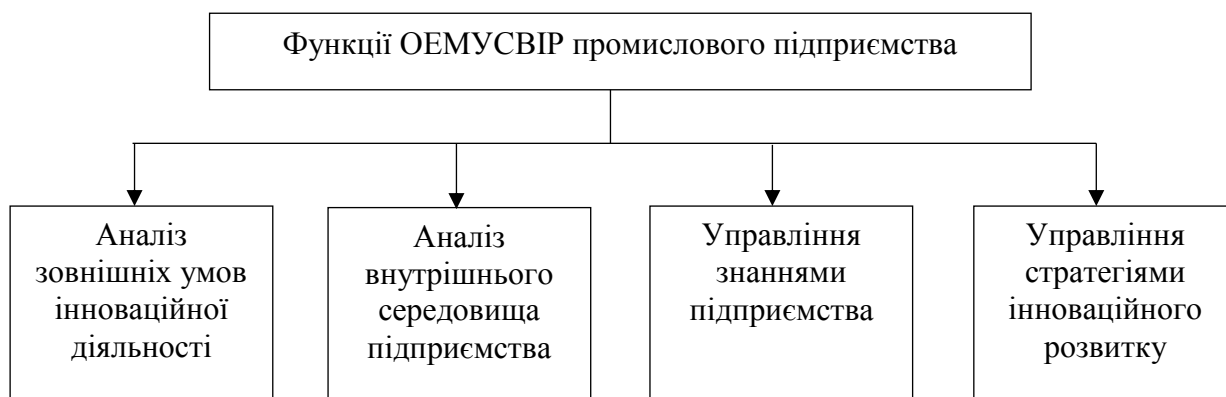 Функції ОЕМУСВІР промислового підприємства
Аналіз
зовнішніх умов
інноваційної
діяльності
Аналіз
внутрішнього
середовища
підприємства
Управління
знаннями
підприємства
Управління
стратегіями
інноваційного
розвитку